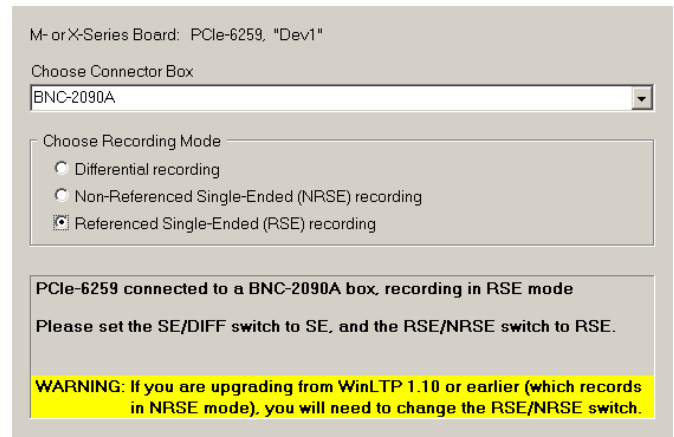 M- or X-Series Board: PCIe-6259, "Dev1"
Choose Connector Box
BNC-2090A
Choose Recording Mode
Differential recording
Non-Referenced Single-Ended (NRSE) recording
Referenced Single-Ended (RSE) recording
PCIe-6259 connected to a BNC-2090A box, recording in RSE mode
Please set the SE/DIFF switch to SE, and the RSE/NRSE switch to RSE.
WARNING: If you are upgrading from WinLTP 1.10 or earlier (which records
in NRSE mode), you will need to change the RSE/NRSE switch.